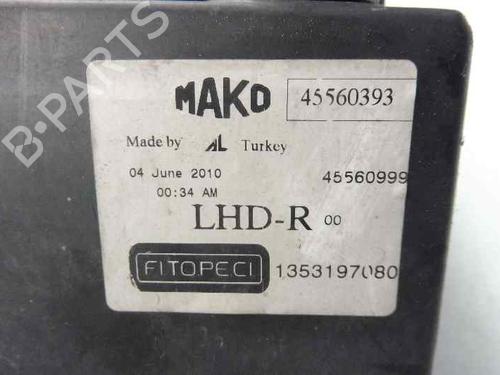 MAKO 45560393
Made by AL Turkey
04 June 2010 45560999
00:34 AM
LHD-R 00
FITOPECI 1353197080
B-PARTS